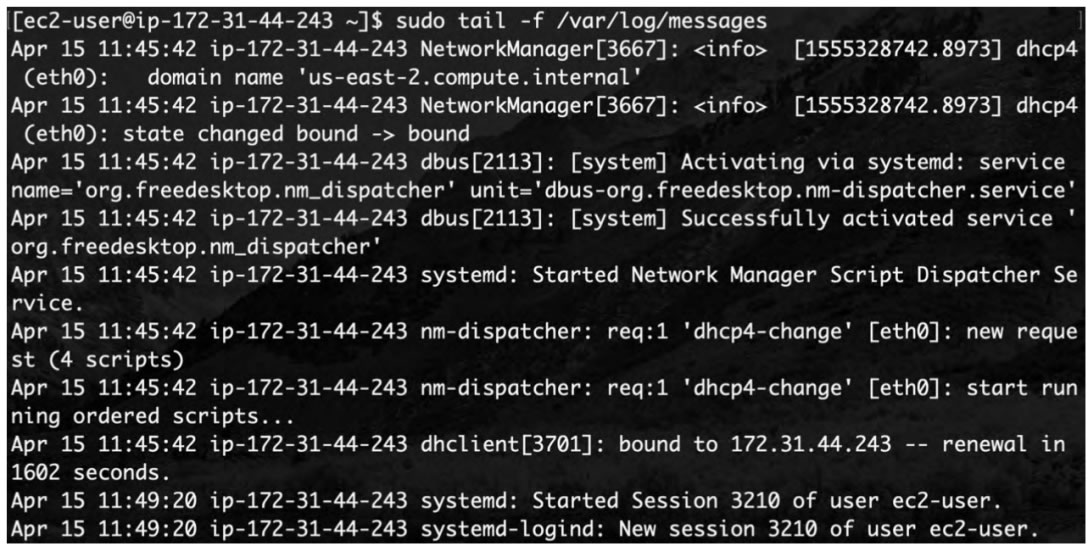 [ec2-user@ip-172-31-44-243 ~]$ sudo tail -f /var/log/messages
Apr 15 11:45:42 ip-172-31-44-243 NetworkManager[3667]: <info>  [1555328742.8973] dhcp4
 (eth0):   domain name 'us-east-2.compute.internal'
Apr 15 11:45:42 ip-172-31-44-243 NetworkManager[3667]: <info>  [1555328742.8973] dhcp4
 (eth0): state changed bound -> bound
Apr 15 11:45:42 ip-172-31-44-243 dbus[2113]: [system] Activating via systemd: service
name='org.freedesktop.nm_dispatcher' unit='dbus-org.freedesktop.nm-dispatcher.service'
Apr 15 11:45:42 ip-172-31-44-243 dbus[2113]: [system] Successfully activated service '
org.freedesktop.nm_dispatcher'
Apr 15 11:45:42 ip-172-31-44-243 systemd: Started Network Manager Script Dispatcher Se
rvice.
Apr 15 11:45:42 ip-172-31-44-243 nm-dispatcher: req:1 'dhcp4-change' [eth0]: new reque
st (4 scripts)
Apr 15 11:45:42 ip-172-31-44-243 nm-dispatcher: req:1 'dhcp4-change' [eth0]: start run
ning ordered scripts...
Apr 15 11:45:42 ip-172-31-44-243 dhclient[3701]: bound to 172.31.44.243 -- renewal in
1602 seconds.
Apr 15 11:49:20 ip-172-31-44-243 systemd: Started Session 3210 of user ec2-user.
Apr 15 11:49:20 ip-172-31-44-243 systemd-logind: New session 3210 of user ec2-user.